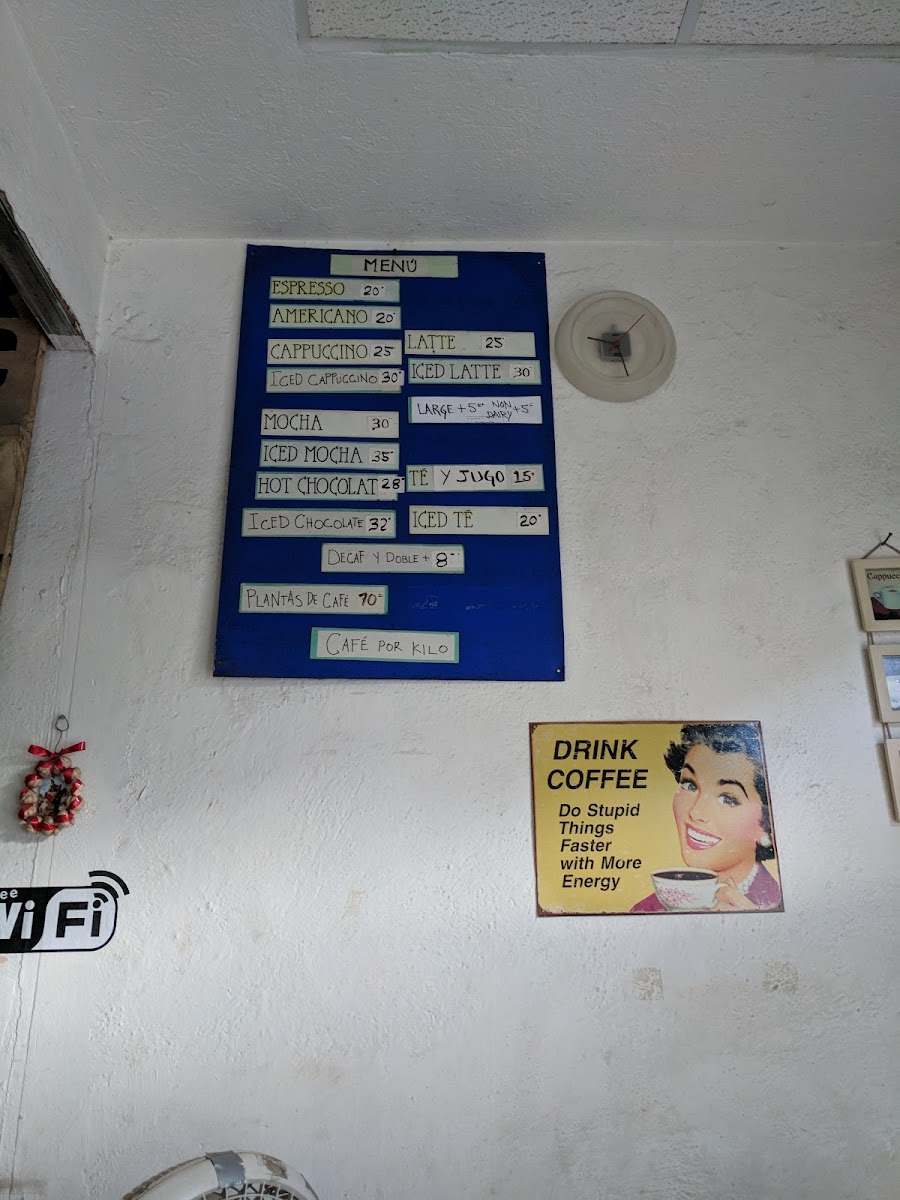 MENÚ
ESPRESSO 20
AMERICANO 20
CAPPUCCINO 25
ICED CAPPUCCINO 30
MOCHA 30
ICED MOCHA 35
HOT CHOCOLAT 28
ICED CHOCOLATE 32
LATTE 25
ICED LATTE 30
LARGE +5 NON DAIRY +5
TÉ Y JUGO 15
ICED TÉ 20
DECAF Y DOBLE + 8
PLANTAS DE CAFÉ 70
CAFÉ POR KILO
DRINK
COFFEE
Do Stupid
Things
Faster
with More
Energy
WiFi